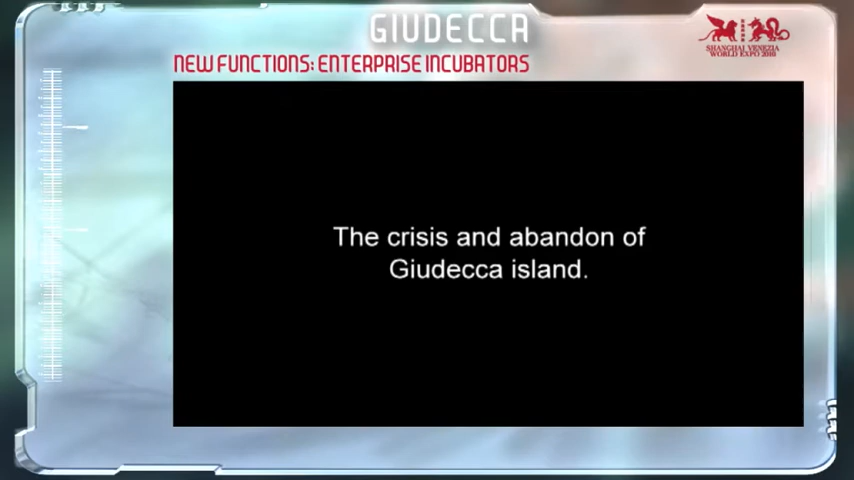 GIUDECCA
SHANGHAI VENEZIA
WORLD EXPO 2010
NEW FUNCTIONS: ENTERPRISE INCUBATORS
The crisis and abandon of
Giudecca island.